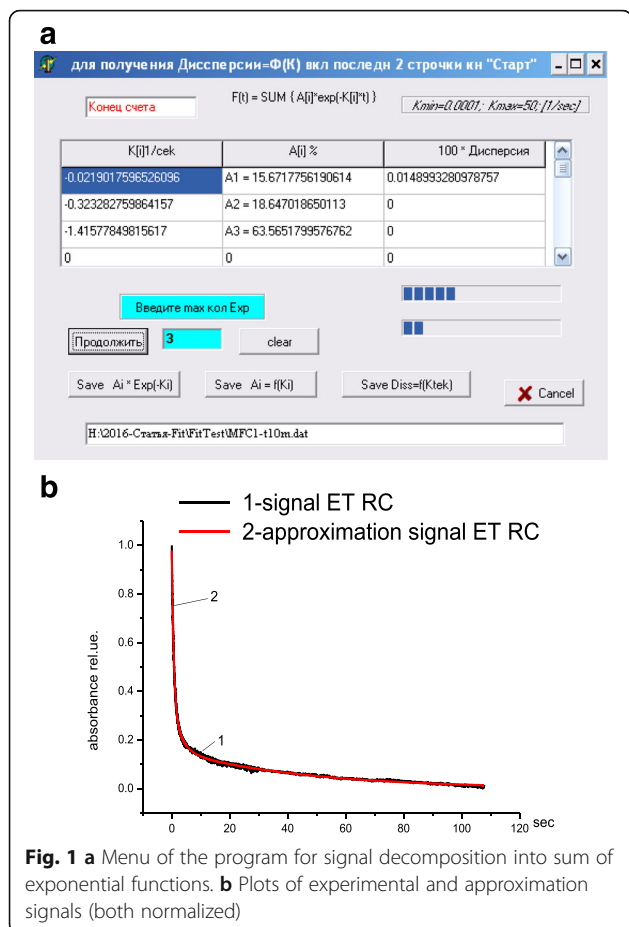 a
для получения Диссперсии=Ф(К) вкл последн 2 строчки кн "Старт"
Конец счета
F(t) = SUM { A[i]*exp(-K[i]*t) }
Kmin=0.0001,; Kmax=50;[1/sec]
K[i]1/сек A[i] % 100 * Дисперсия
-0.0219017596526096 A1 = 15.6717756190614 0.0148993280978757
-0.323282759864157 A2 = 18.647018650113 0
-1.41577849815617 A3 = 63.5651799576762 0
0 0 0
Введите max кол Exp
Продолжить 3 clear
Save Ai * Exp(-Ki) Save Ai = f(Ki) Save Diss=f(Ktek) Cancel
H:\2016-Статья-Fit\FitTest\MFC1-t10m.dat
b
1-signal ET RC
2-approximation signal ET RC
absorbance rel.ue.
1.0
0.8
0.6
0.4
0.2
0.0
2
1
0 20 40 60 80 100 120
sec
Fig. 1 a Menu of the program for signal decomposition into sum of
exponential functions. b Plots of experimental and approximation
signals (both normalized)